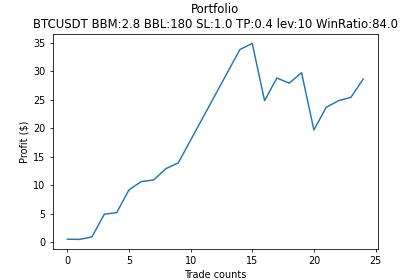 Portfolio
BTCUSDT BBM:2.8 BBL:180 SL:1.0 TP:0.4 lev:10 WinRatio:84.0
35
30
25
20
15
10
5
0
Profit ($)
0 5 10 15 20 25
Trade counts